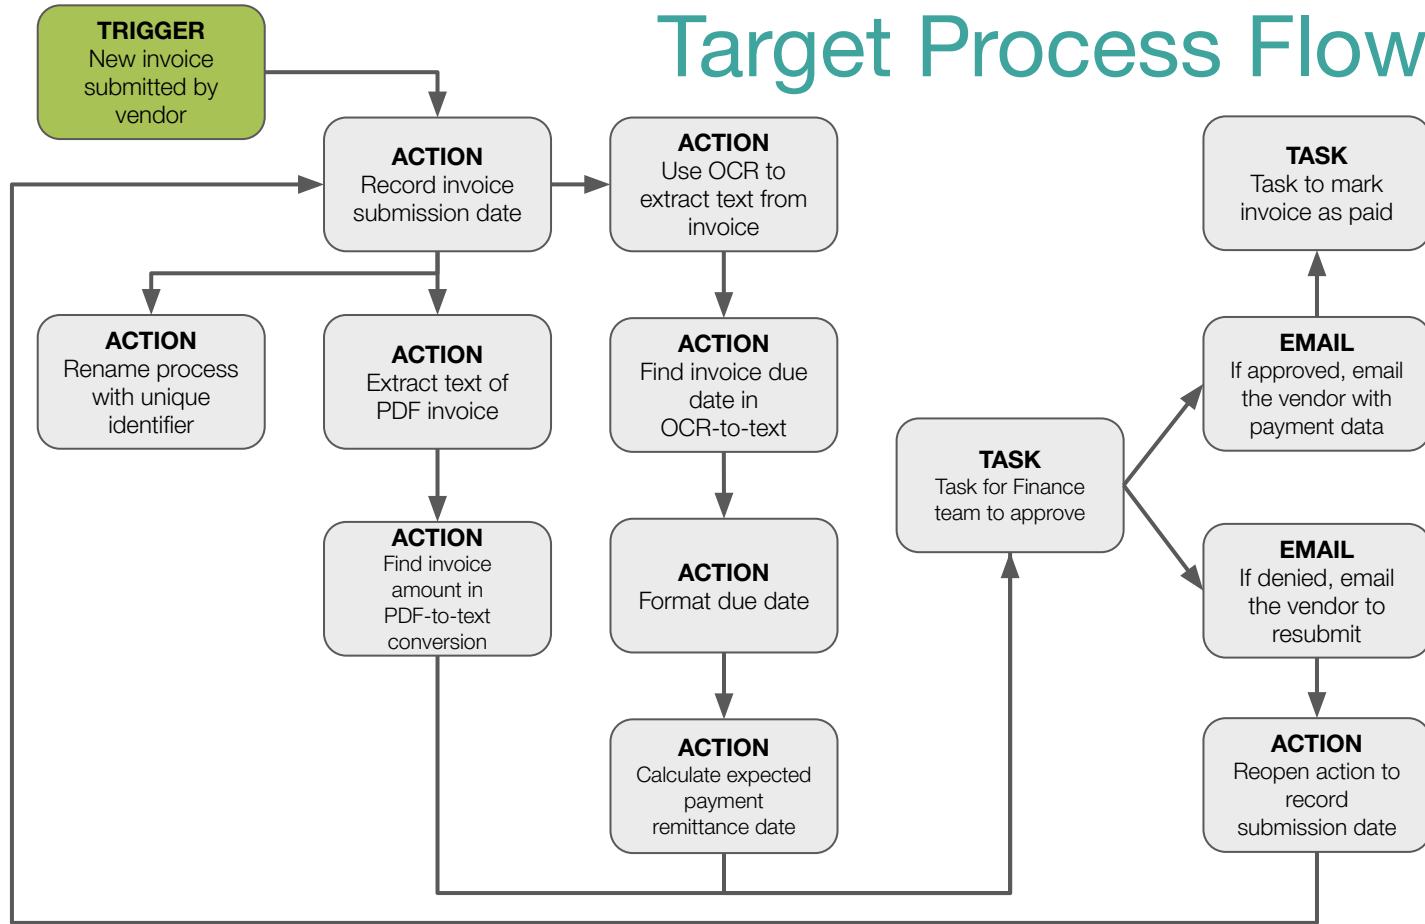 Target Process Flow
TRIGGER
New invoice
submitted by
vendor
ACTION
Record invoice
submission date
ACTION
Use OCR to
extract text from
invoice
TASK
Task to mark
invoice as paid
ACTION
Rename process
with unique
identifier
ACTION
Extract text of
PDF invoice
ACTION
Find invoice due
date in
OCR-to-text
EMAIL
If approved, email
the vendor with
payment data
TASK
Task for Finance
team to approve
ACTION
Find invoice
amount in
PDF-to-text
conversion
ACTION
Format due date
EMAIL
If denied, email
the vendor to
resubmit
ACTION
Calculate expected
payment
remittance date
ACTION
Reopen action to
record
submission date